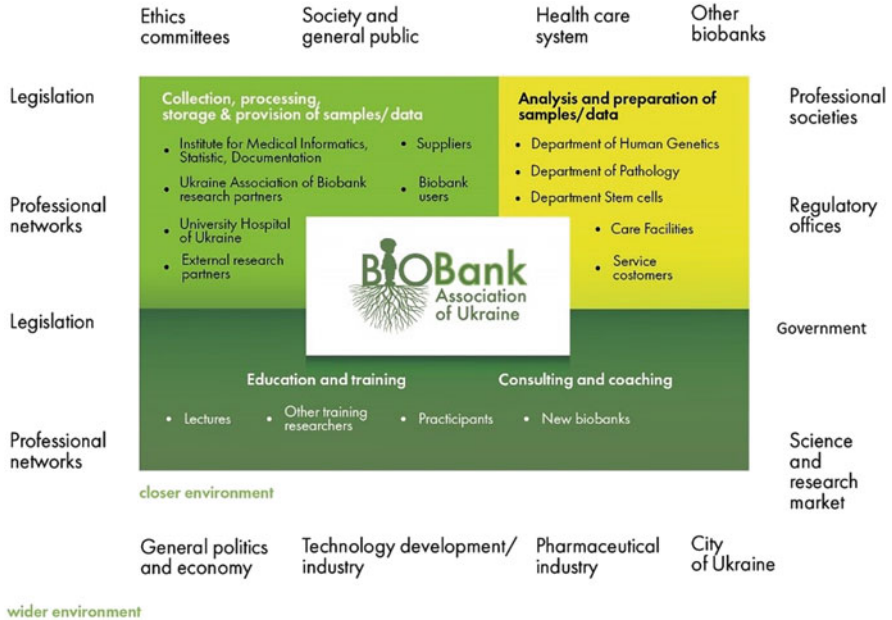 Ethics
committees
Society and
general public
Health care
system
Other
biobanks
Legislation
Professional
networks
Legislation
Professional
networks
Collection, processing,
storage & provision of samples/data
• Institute for Medical Informatics,
Statistic, Documentation
• Ukraine Association of Biobank
research partners
• University Hospital
of Ukraine
• External research
partners
• Suppliers
• Biobank
users
Analysis and preparation of
samples/data
• Department of Human Genetics
• Department of Pathology
• Department Stem cells
• Care Facilities
• Service
costomers
BIOBank
Association
of Ukraine
Education and training
• Lectures
• Other training
researchers
• Practicipants
Consulting and coaching
• New biobanks
Professional
societies
Regulatory
offices
Government
Science
and
research
market
closer environment
General politics
and economy
Technology development/
industry
Pharmaceutical
industry
City
of Ukraine
wider environment